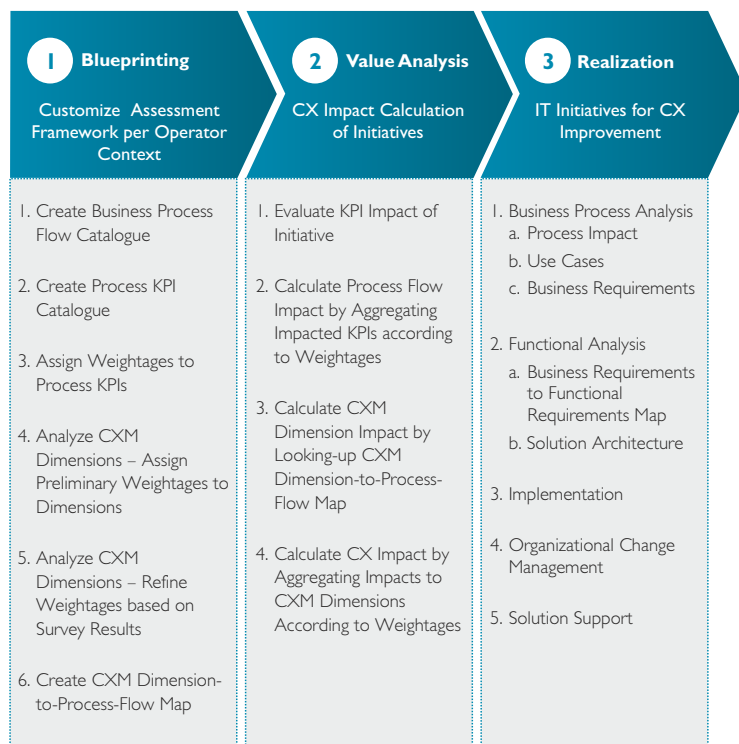 1 Blueprinting
Customize Assessment
Framework per Operator
Context
1. Create Business Process
Flow Catalogue
2. Create Process KPI
Catalogue
3. Assign Weightages to
Process KPIs
4. Analyze CXM
Dimensions – Assign
Preliminary Weightages to
Dimensions
5. Analyze CXM
Dimensions – Refine
Weightages based on
Survey Results
6. Create CXM Dimension-
to-Process-Flow Map
2 Value Analysis
CX Impact Calculation
of Initiatives
1. Evaluate KPI Impact of
Initiative
2. Calculate Process Flow
Impact by Aggregating
Impacted KPIs according
to Weightages
3. Calculate CXM
Dimension Impact by
Looking-up CXM
Dimension-to-Process-
Flow Map
4. Calculate CX Impact by
Aggregating Impacts to
CXM Dimensions
According to Weightages
3 Realization
IT Initiatives for CX
Improvement
1. Business Process Analysis
a. Process Impact
b. Use Cases
c. Business Requirements
2. Functional Analysis
a. Business Requirements
to Functional
Requirements Map
b. Solution Architecture
3. Implementation
4. Organizational Change
Management
5. Solution Support